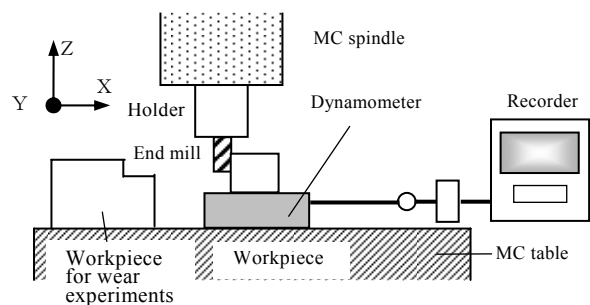 MC spindle
Z
X
Y
Holder
Dynamometer
Recorder
End mill
MC table
Workpiece
for wear
experiments
Workpiece